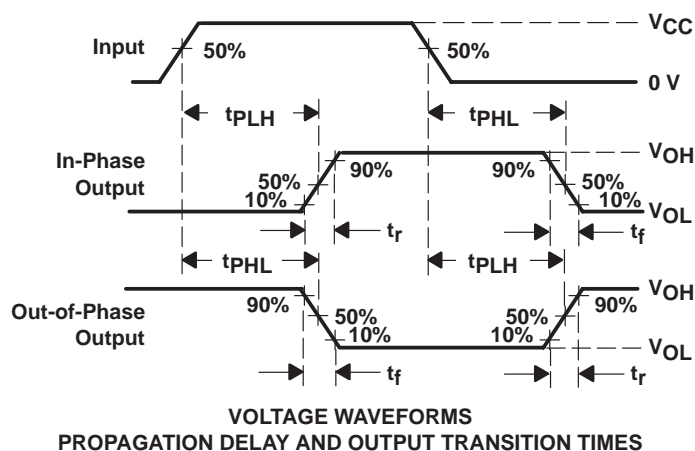 Input
50%
50%
VCC
0 V
tPLH
tPHL
In-Phase
Output
90%
90%
VOH
50%
10%
50%
10%
VOL
tr
tf
tPHL
tPLH
Out-of-Phase
Output
90%
90%
VOH
50%
10%
50%
10%
VOL
tf
tr
VOLTAGE WAVEFORMS
PROPAGATION DELAY AND OUTPUT TRANSITION TIMES